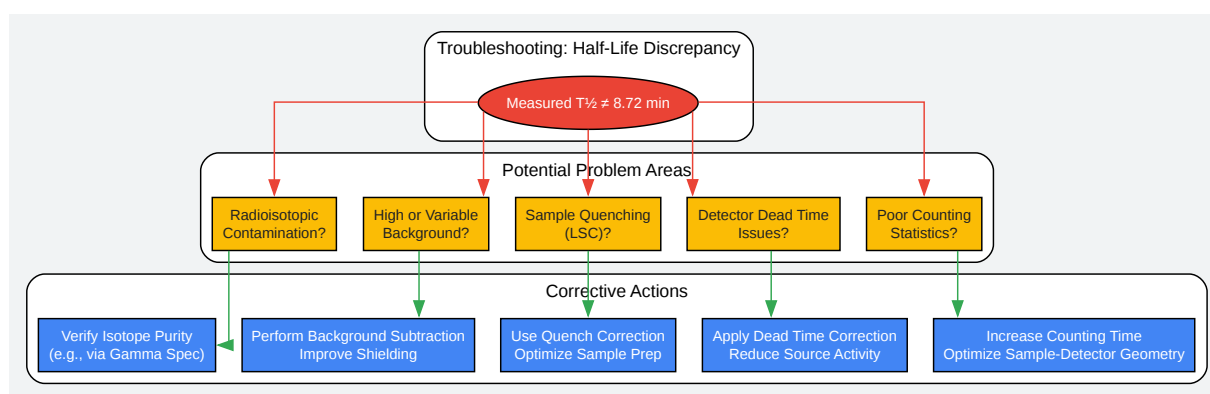 Troubleshooting: Half-Life Discrepancy
Measured T½ ≠ 8.72 min
Potential Problem Areas
Radioisotopic
Contamination?
High or Variable
Background?
Sample Quenching
(LSC)?
Detector Dead Time
Issues?
Poor Counting
Statistics?
Corrective Actions
Verify Isotope Purity
(e.g., via Gamma Spec)
Perform Background Subtraction
Improve Shielding
Use Quench Correction
Optimize Sample Prep
Apply Dead Time Correction
Reduce Source Activity
Increase Counting Time
Optimize Sample-Detector Geometry